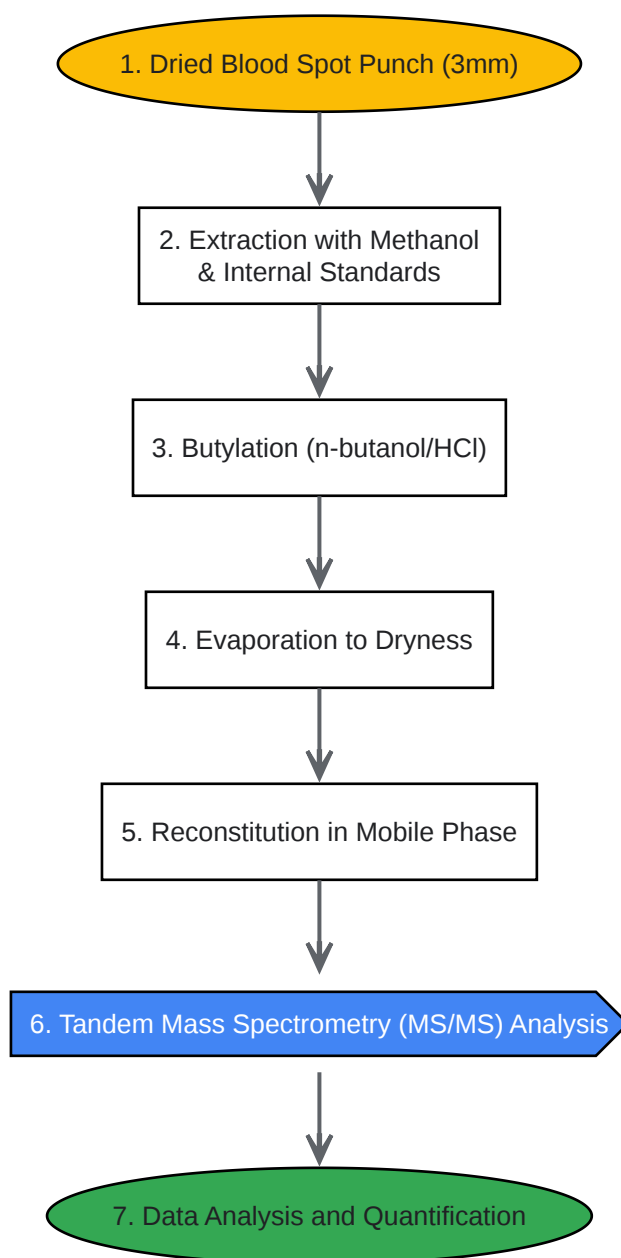 1. Dried Blood Spot Punch (3mm)
2. Extraction with Methanol
& Internal Standards
3. Butylation (n-butanol/HCl)
4. Evaporation to Dryness
5. Reconstitution in Mobile Phase
6. Tandem Mass Spectrometry (MS/MS) Analysis
7. Data Analysis and Quantification